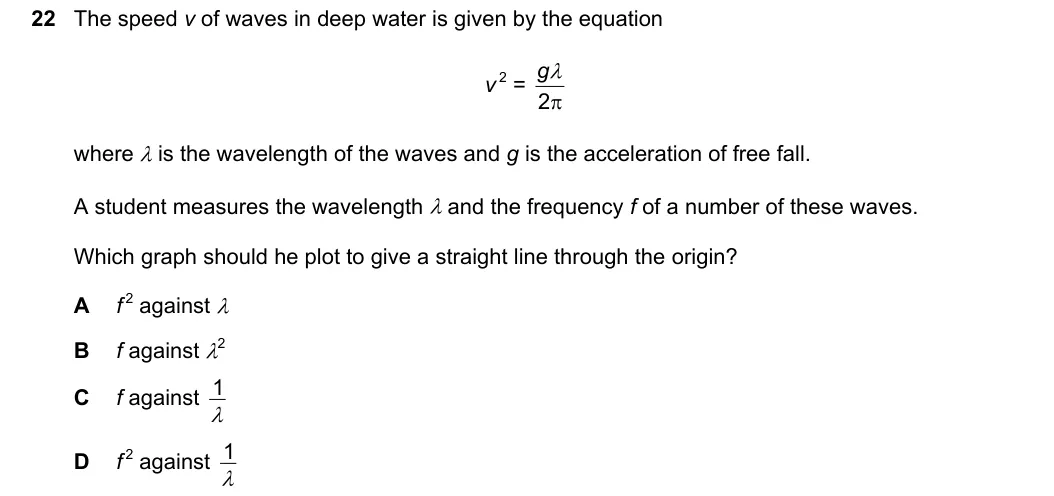 22 The speed v of waves in deep water is given by the equation
v² = gλ / 2π
where λ is the wavelength of the waves and g is the acceleration of free fall.
A student measures the wavelength λ and the frequency f of a number of these waves.
Which graph should he plot to give a straight line through the origin?
A f² against λ
B f against λ²
C f against 1/λ
D f² against 1/λ